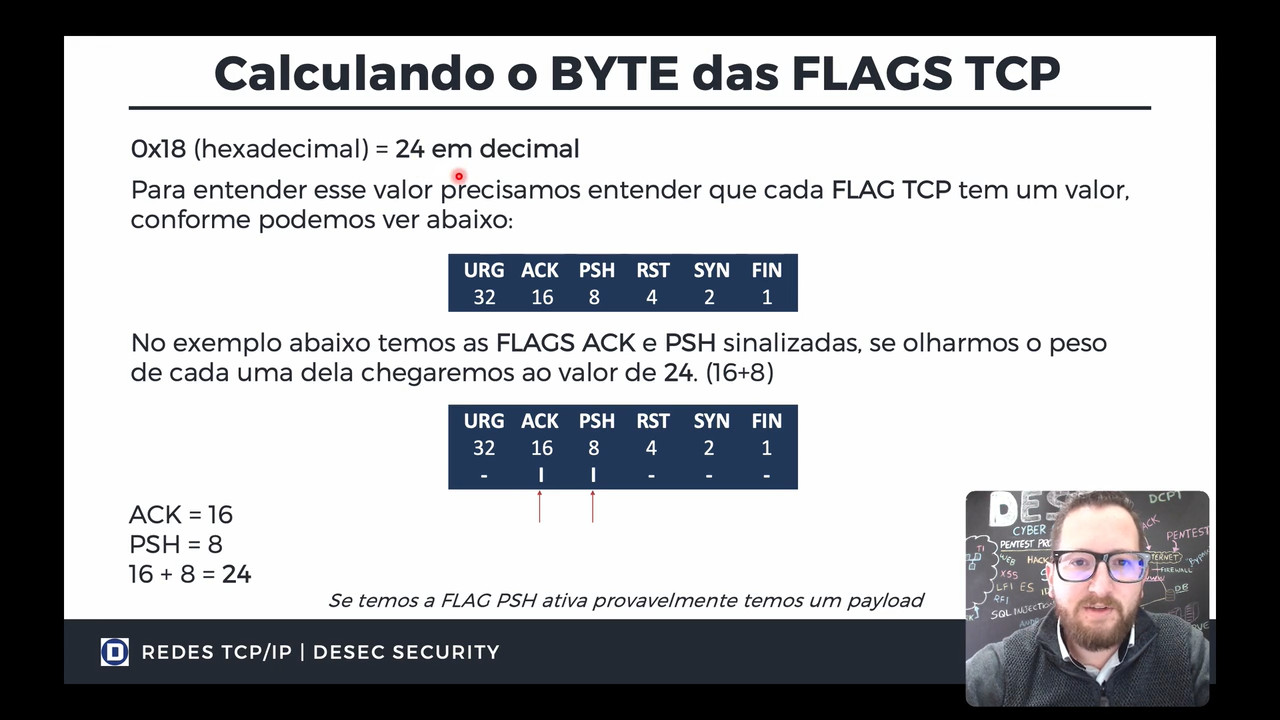 Calculando o BYTE das FLAGS TCP
0x18 (hexadecimal) = 24 em decimal
Para entender esse valor precisamos entender que cada FLAG TCP tem um valor,
conforme podemos ver abaixo:
URG ACK PSH RST SYN FIN
32 16 8 4 2 1
No exemplo abaixo temos as FLAGS ACK e PSH sinalizadas, se olharmos o peso
de cada uma dela chegaremos ao valor de 24. (16+8)
URG ACK PSH RST SYN FIN
32 16 8 4 2 1
- I I - - -
ACK = 16
PSH = 8
16 + 8 = 24
Se temos a FLAG PSH ativa provavelmente temos um payload
D REDES TCP/IP | DESEC SECURITY
DES
CYBER
PENTEST
HACK
XSS
LFI
RFI
SQL INJECTION
DCPT
PENTEST
FIREWALL
DB